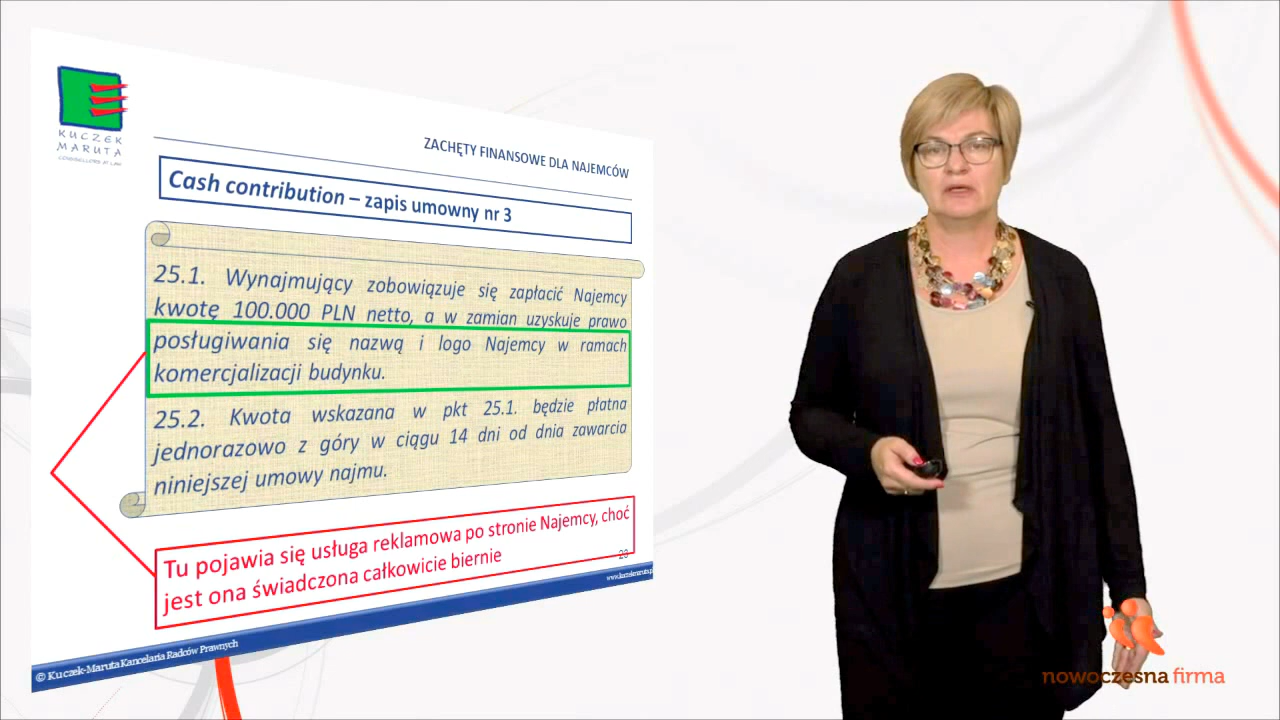 KUCZEK
MARUTA
COUNSELLORS AT LAW
ZACHĘTY FINANSOWE DLA NAJEMCÓW
Cash contribution – zapis umowny nr 3
25.1. Wynajmujący zobowiązuje się zapłacić Najemcy
kwotę 100.000 PLN netto, a w zamian uzyskuje prawo
posługiwania się nazwą i logo Najemcy w ramach
komercjalizacji budynku.
25.2. Kwota wskazana w pkt 25.1. będzie płatna
jednorazowo z góry w ciągu 14 dni od dnia zawarcia
niniejszej umowy najmu.
Tu pojawia się usługa reklamowa po stronie Najemcy, choć
jest ona świadczona całkowicie biernie
20
© Kuczek-Maruta Kancelaria Radców Prawnych
nowoczesna firma